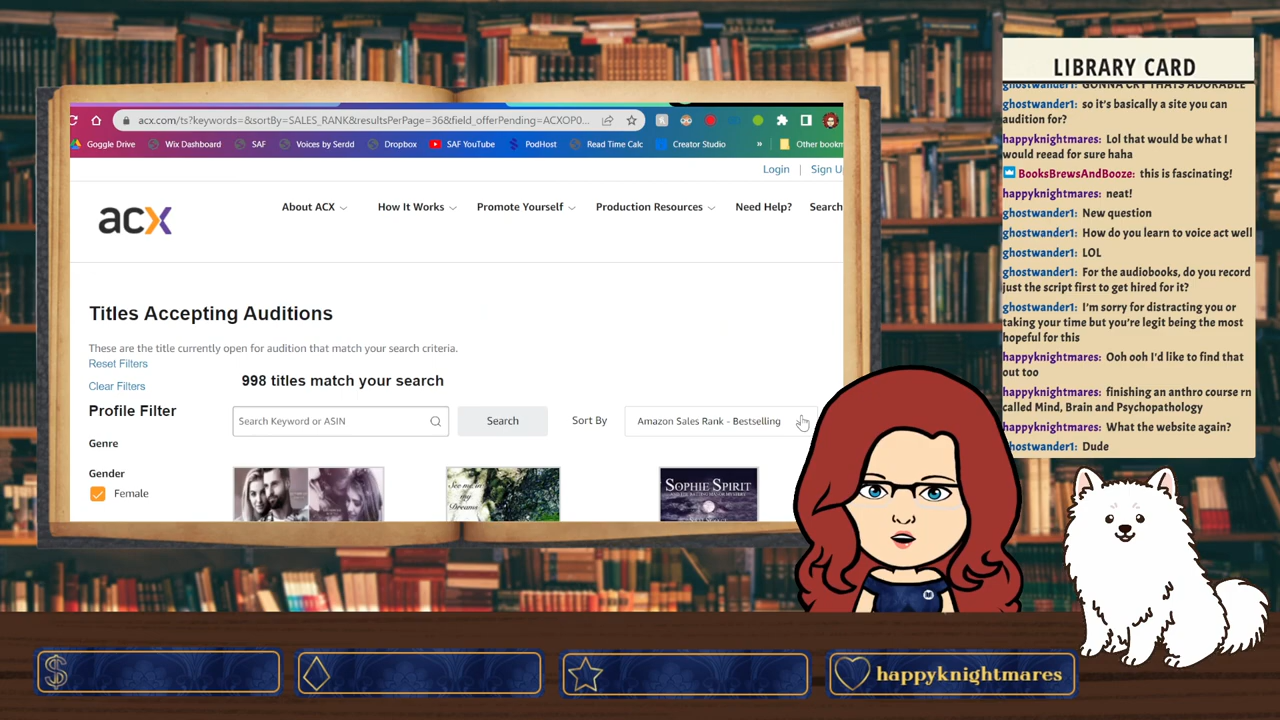 acx.com/ts?keywords=&sortBy=SALES_RANK&resultsPerPage=36&field_offerPending=ACXOP0...
Google Drive Wix Dashboard SAF Voices by Serdd Dropbox SAF YouTube PodHost Read Time Calc Creator Studio » Other bookm
Login | Sign U
acx
About ACX How It Works Promote Yourself Production Resources Need Help? Search
Titles Accepting Auditions
These are the title currently open for audition that match your search criteria.
Reset Filters
Clear Filters
998 titles match your search
Profile Filter
Search Keyword or ASIN Search Sort By Amazon Sales Rank - Bestselling
Genre
Gender
Female
See me in
my
Dreams
SOPHIE SPIRIT
LIBRARY CARD
ghostwander1: GONNA CRY THATS ADORABLE
ghostwander1: so it's basically a site you can
audition for?
happyknightmares: Lol that would be what I
would reead for sure haha
BooksBrewsAndBooze: this is fascinating!
happyknightmares: neat!
ghostwander1: New question
ghostwander1: How do you learn to voice act well
ghostwander1: LOL
ghostwander1: For the audiobooks, do you record
just the script first to get hired for it?
ghostwander1: I'm sorry for distracting you or
taking your time but you're legit being the most
hopeful for this
happyknightmares: Ooh ooh I'd like to find that
out too
happyknightmares: finishing an anthro course rn
called Mind, Brain and Psychopathology
happyknightmares: What the website again?
hostwander1: Dude
$
happyknightmares